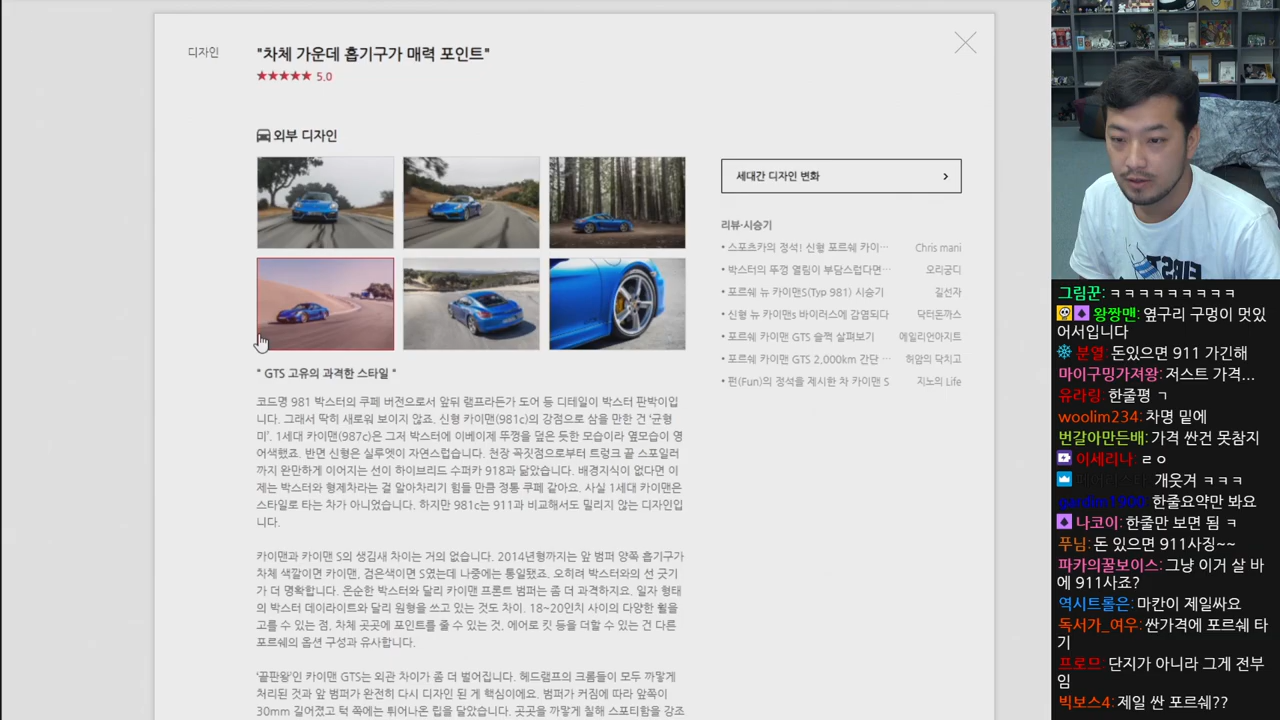 디자인
"차체 가운데 흡기구가 매력 포인트"
★★★★★ 5.0
외부 디자인
" GTS 고유의 과격한 스타일 "
코드명 981 박스터의 쿠페 버전으로서 앞뒤 램프라든가 도어 등 디테일이 박스터 판박이입
니다. 그래서 딱히 새로워 보이지 않죠. 신형 카이맨(981c)의 강점으로 삼을 만한 건 '균형
미'. 1세대 카이맨(987c)은 그저 박스터에 이베이제 뚜껑을 덮은 듯한 모습이라 옆모습이 영
어색했죠. 반면 신형은 실루엣이 자연스럽습니다. 천장 꼭짓점으로부터 트렁크 끝 스포일러
까지 완만하게 이어지는 선이 하이브리드 수퍼카 918과 닮았습니다. 배경지식이 없다면 이
제는 박스터와 형제차라는 걸 알아차리기 힘들 만큼 정통 쿠페 같아요. 사실 1세대 카이맨은
스타일로 타는 차가 아니었습니다. 하지만 981c는 911과 비교해서도 밀리지 않는 디자인입
니다.
카이맨과 카이맨 S의 생김새 차이는 거의 없습니다. 2014년형까지는 앞 범퍼 양쪽 흡기구가
차체 색깔이면 카이맨, 검은색이면 S였는데 나중에는 통일됐죠. 오히려 박스터와의 선 긋기
가 더 명확합니다. 온순한 박스터와 달리 카이맨 프론트 범퍼는 좀 더 과격하지요. 일자 형태
의 박스터 데이라이트와 달리 원형을 쓰고 있는 것도 차이. 18~20인치 사이의 다양한 휠을
고를 수 있는 점, 차체 곳곳에 포인트를 줄 수 있는 것, 에어로 킷 등을 더할 수 있는 건 다른
포르쉐의 옵션 구성과 유사합니다.
'끝판왕'인 카이맨 GTS는 외관 차이가 좀 더 벌어집니다. 헤드램프의 크롬들이 모두 까맣게
처리된 것과 앞 범퍼가 완전히 다시 디자인 된 게 핵심이에요. 범퍼가 커짐에 따라 앞쪽이
30mm 길어졌고 턱 아래는 튀어나온 립을 달았습니다. 곳곳을 까맣게 칠해 스포티함을 강조
세대간 디자인 변화 ›
리뷰·시승기
• 스포츠카의 정석! 신형 포르쉐 카이… Chris mani
• 박스터의 뚜껑 열림이 부담스럽다면… 오리궁디
• 포르쉐 뉴 카이맨S(Typ 981) 시승기 길선자
• 신형 뉴 카이맨s 바이러스에 감염되다 닥터돈까스
• 포르쉐 카이맨 GTS 슬쩍 살펴보기 에일리언아지트
• 포르쉐 카이맨 GTS 2,000km 간단 … 허암의 닥치고
• 펀(Fun)의 정석을 제시한 차 카이맨 S 지노의 Life
그림꾼: ㅋㅋㅋㅋㅋㅋㅋㅋㅋ
왕짱맨: 옆구리 구멍이 멋있
어서입니다
분열: 돈있으면 911 가긴해
마이구밍가져왕: 저스트 가격...
유라링: 한줄평 ㄱ
woolim234: 차명 밑에
번갈아만든배: 가격 싼건 못참지
이세리나: ㄹㅇ
개웃겨 ㅋㅋㅋ
gardim1900: 한줄요약만 봐요
나코이: 한줄만 보면 됨 ㅋ
푸님: 돈 있으면 911사징~~
파카의꿀보이스: 그냥 이거 살 바
에 911사죠?
역시트롤은: 마칸이 제일싸요
독서가_여우: 싼가격에 포르쉐 타
기
프로므: 단지가 아니라 그게 전부
임
빅보스4: 제일 싼 포르쉐??